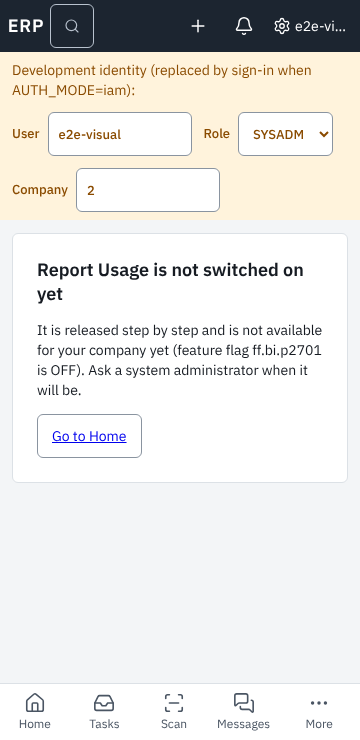 ERP
e2e-vi...
Development identity (replaced by sign-in when
AUTH_MODE=iam):
User e2e-visual Role SYSADM
Company 2
Report Usage is not switched on
yet
It is released step by step and is not available
for your company yet (feature flag ff.bi.p2701
is OFF). Ask a system administrator when it
will be.
Go to Home
Home Tasks Scan Messages More